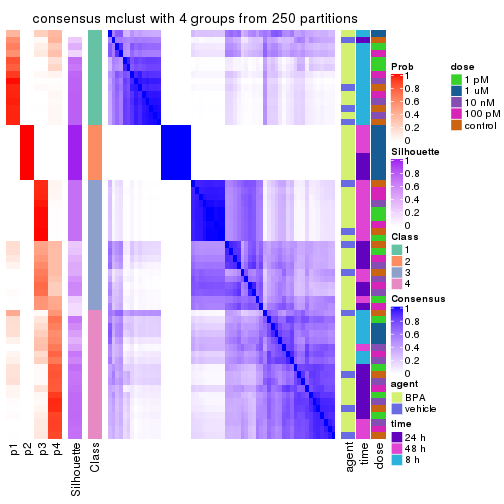 consensus mclust with 4 groups from 250 partitions
Prob
1
0.8
0.6
0.4
0.2
0
dose
1 pM
1 uM
10 nM
100 pM
control
Silhouette
1
0.8
0.6
0.4
0.2
0
Class
1
2
3
4
Consensus
1
0.8
0.6
0.4
0.2
0
agent
BPA
vehicle
time
24 h
48 h
8 h
p1
p2
p3
p4
Silhouette
Class
agent
time
dose